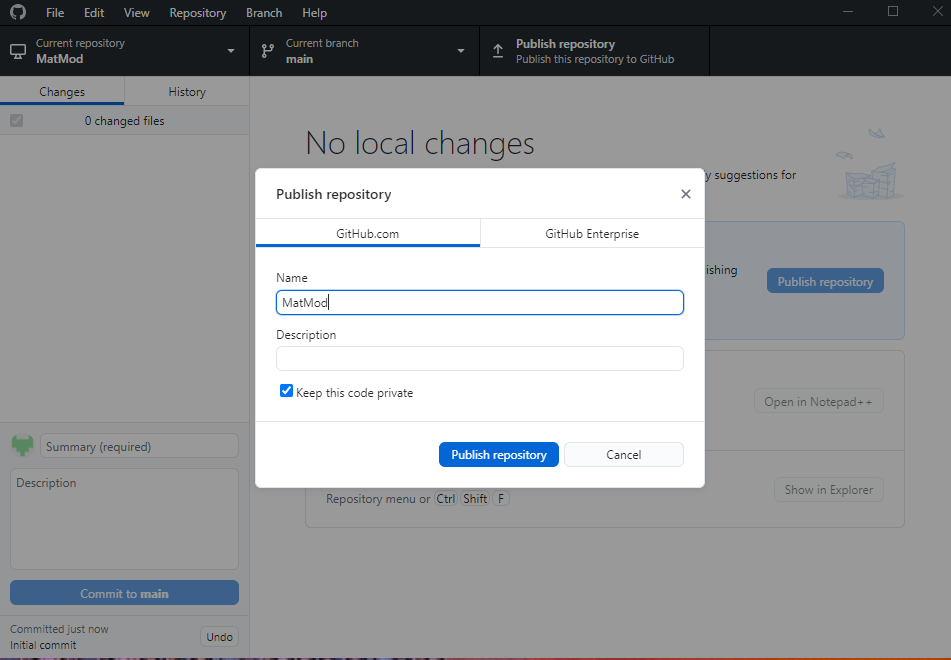 File Edit View Repository Branch Help
Current repository
MatMod
Current branch
main
Publish repository
Publish this repository to GitHub
Changes History
0 changed files
No local changes
y suggestions for
Publish repository
GitHub.com GitHub Enterprise
Name
MatMod
Description
Keep this code private
Publish repository Cancel
ishing
Publish repository
Open in Notepad++
Show in Explorer
Repository menu or Ctrl Shift F
Summary (required)
Description
Commit to main
Committed just now
Initial commit
Undo